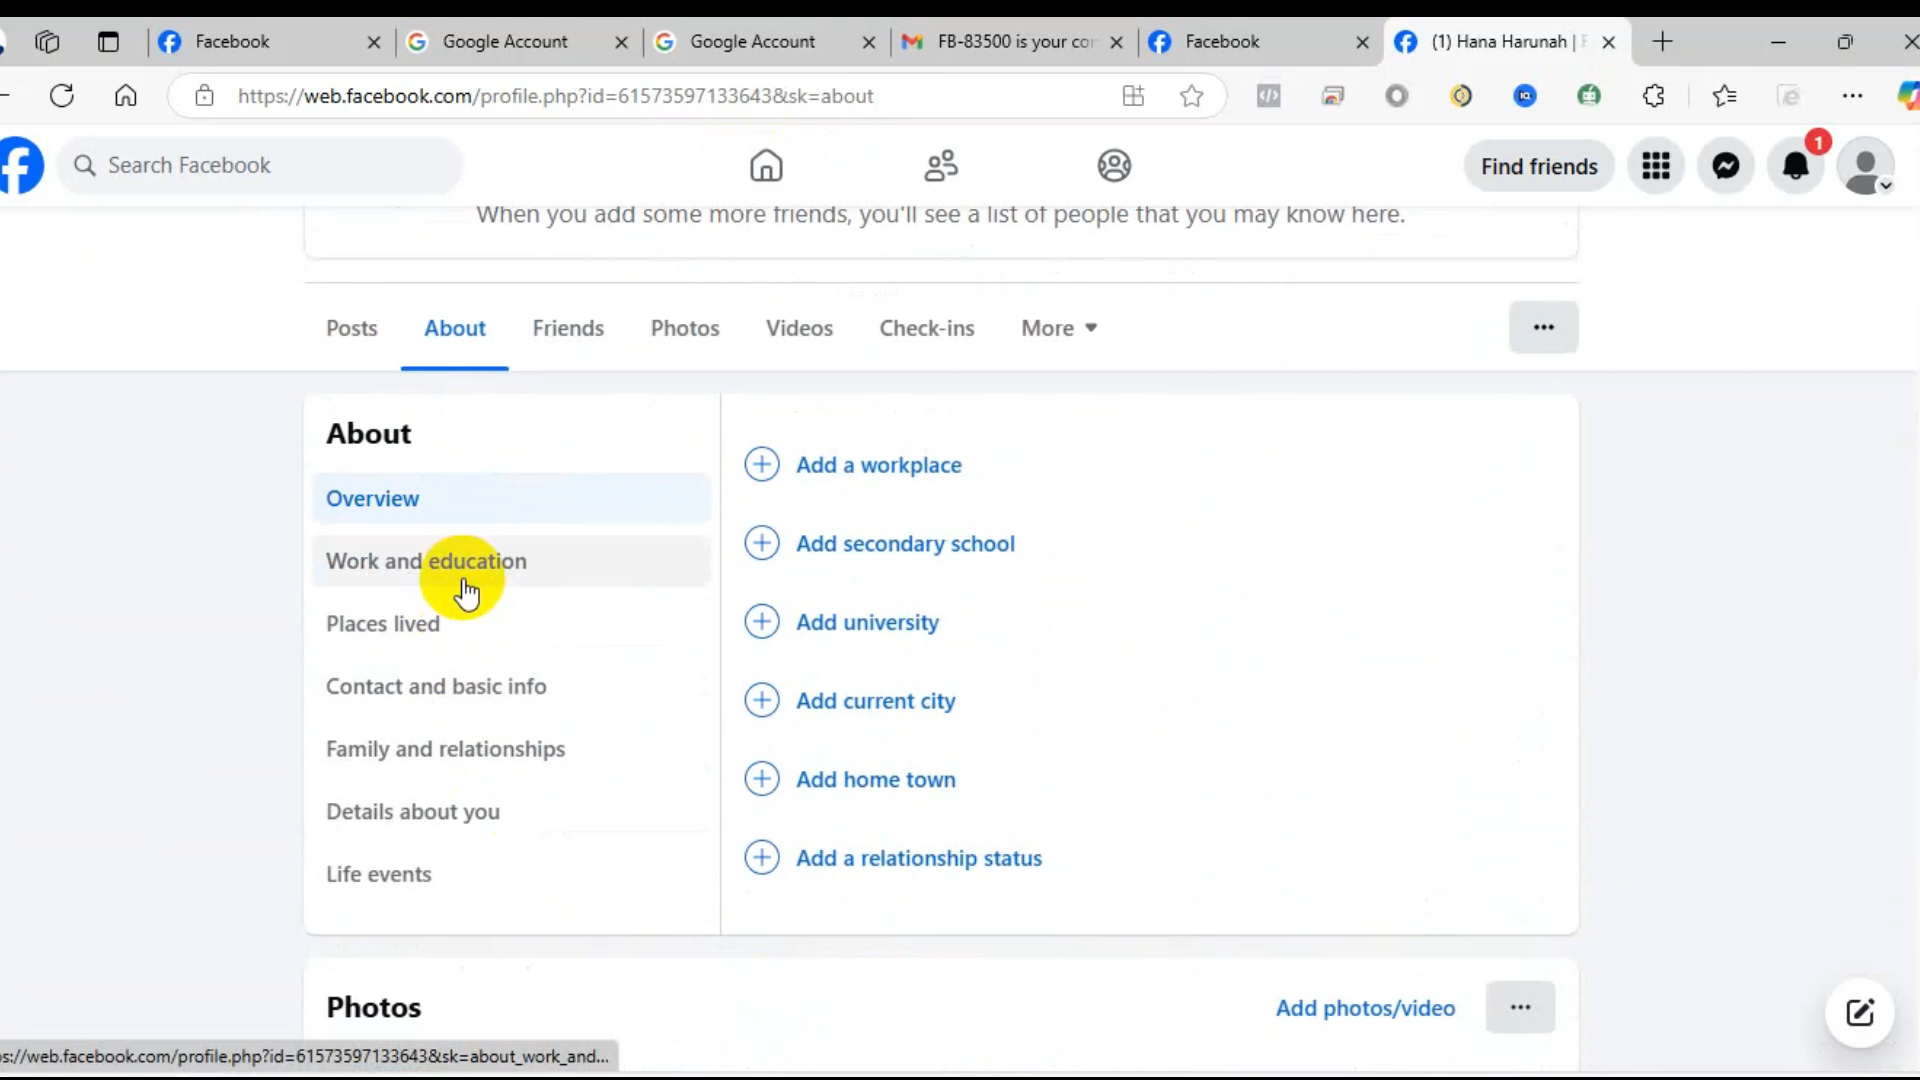 Facebook
Google Account
Google Account
FB-83500 is your cor
Facebook
(1) Hana Harunah | F
https://web.facebook.com/profile.php?id=61573597133643&sk=about
Search Facebook
Find friends
1
When you add some more friends, you'll see a list of people that you may know here.
Posts
About
Friends
Photos
Videos
Check-ins
More
About
Overview
Work and education
Places lived
Contact and basic info
Family and relationships
Details about you
Life events
Add a workplace
Add secondary school
Add university
Add current city
Add home town
Add a relationship status
Photos
Add photos/video
s://web.facebook.com/profile.php?id=61573597133643&sk=about_work_and...